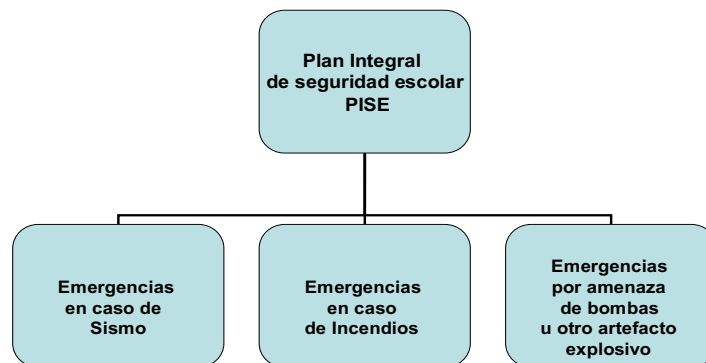 Plan Integral
de seguridad escolar
PISE
Emergencias
en caso de
Sismo
Emergencias
en caso
de Incendios
Emergencias
por amenaza
de bombas
u otro artefacto
explosivo